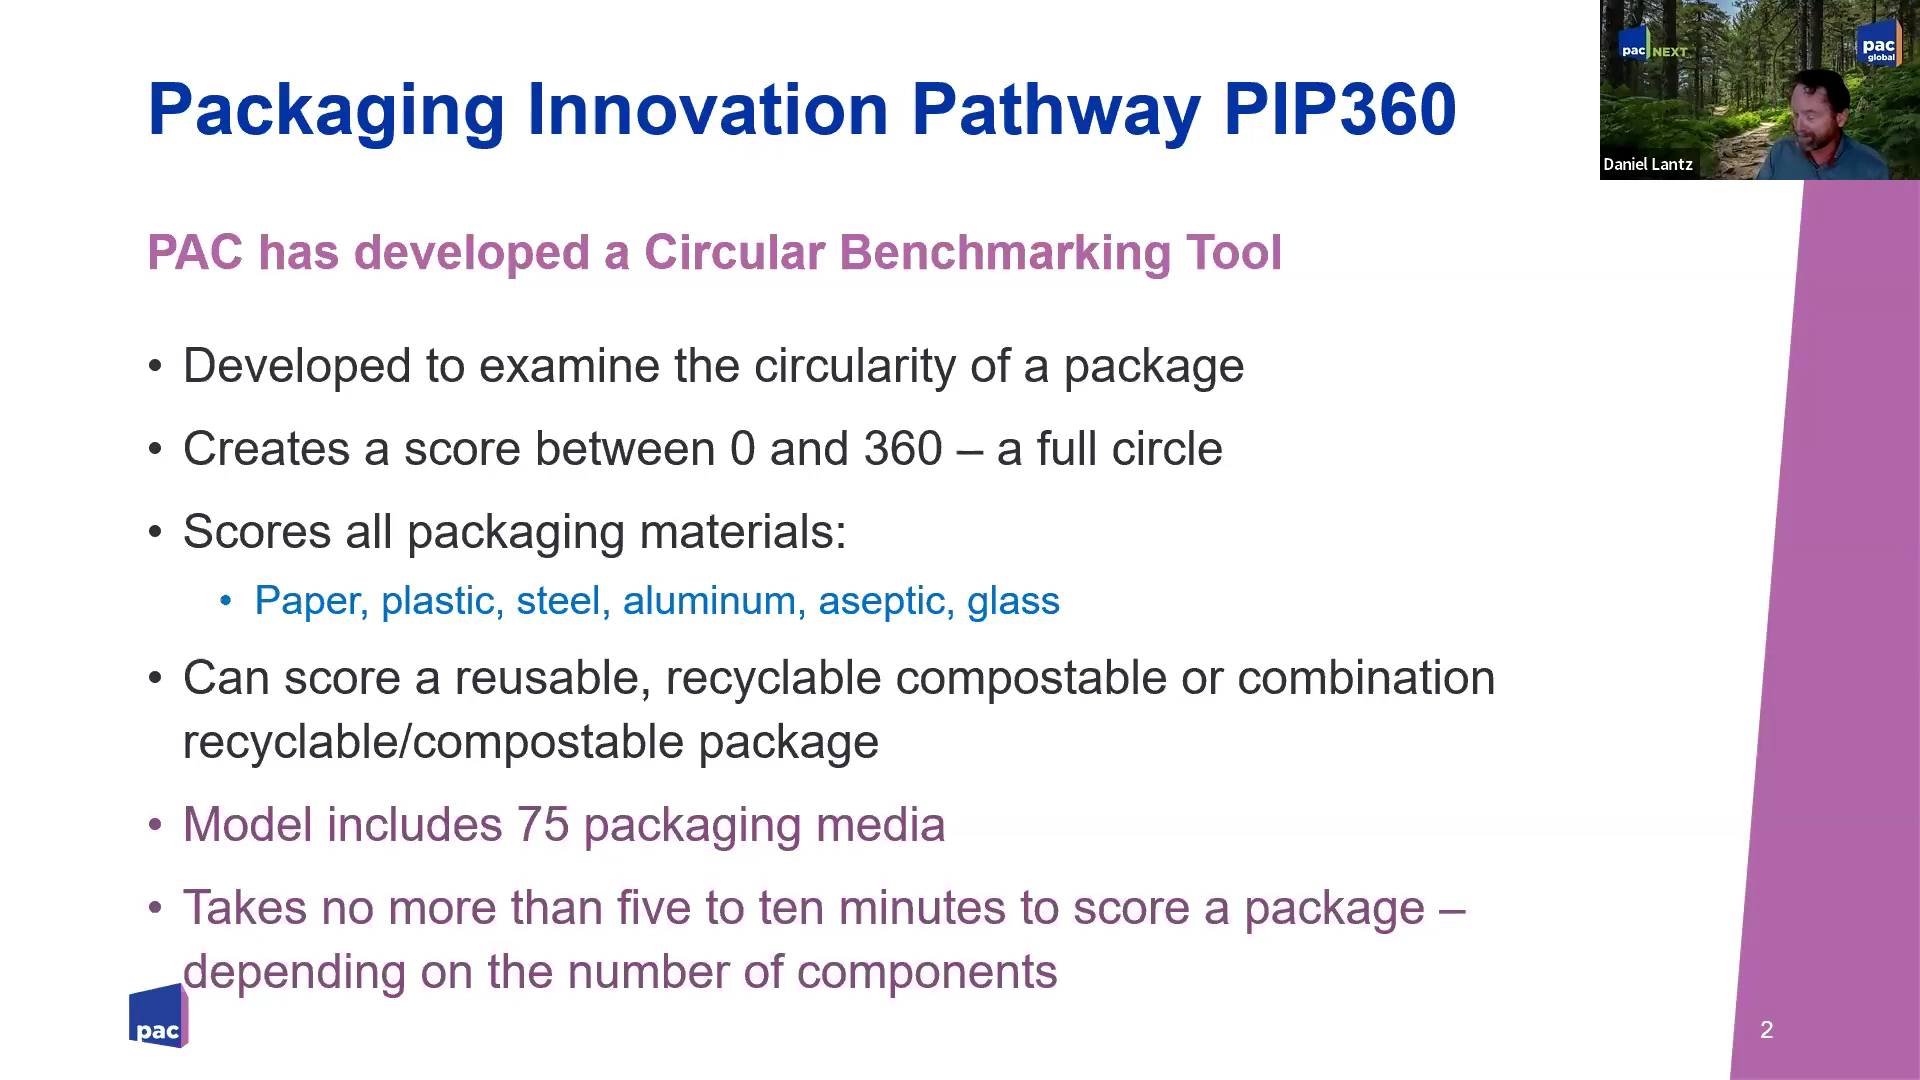 Packaging Innovation Pathway PIP360
pac NEXT
pac
global
Daniel Lantz
PAC has developed a Circular Benchmarking Tool
• Developed to examine the circularity of a package
• Creates a score between 0 and 360 – a full circle
• Scores all packaging materials:
• Paper, plastic, steel, aluminum, aseptic, glass
• Can score a reusable, recyclable compostable or combination
recyclable/compostable package
• Model includes 75 packaging media
• Takes no more than five to ten minutes to score a package –
depending on the number of components
pac
2